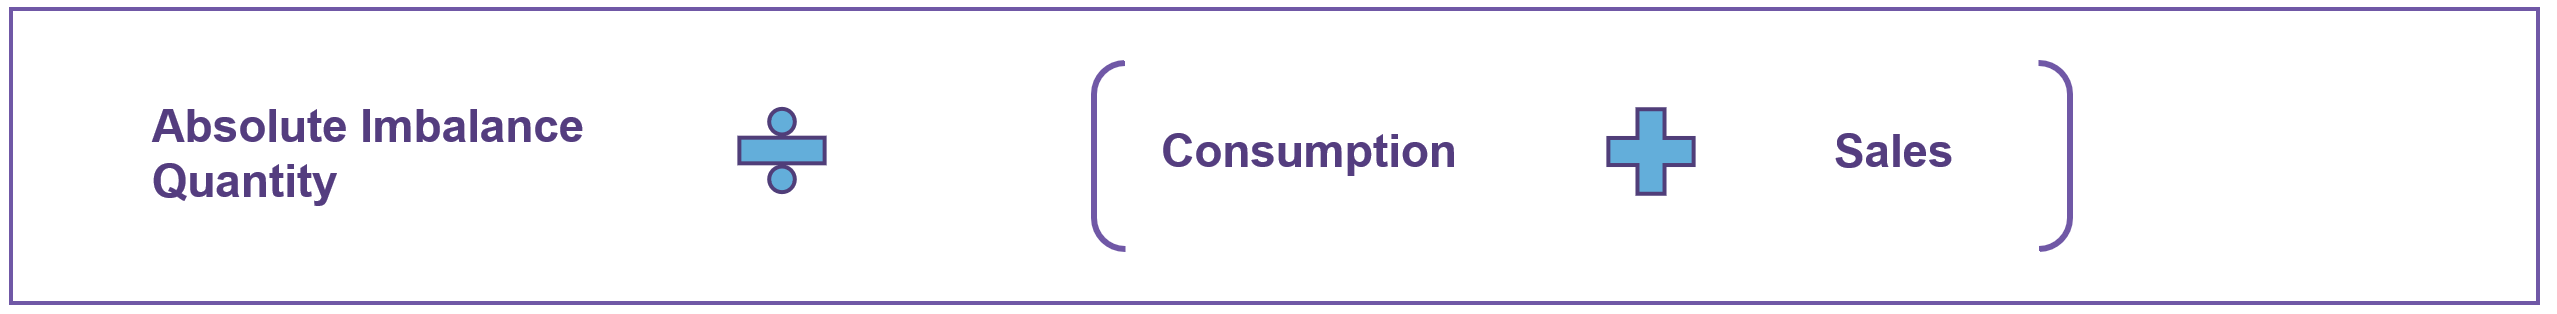 Absolute Imbalance
Quantity
÷ ( Consumption + Sales )